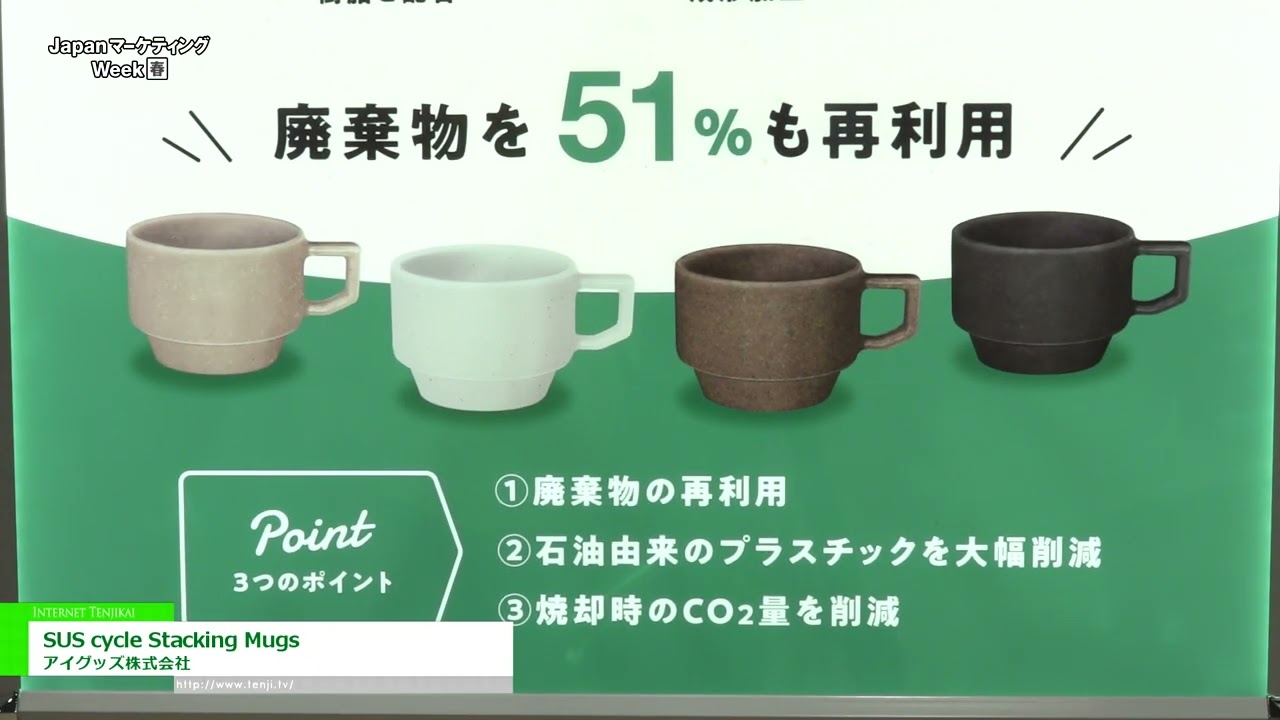 Japanマーケティング
Week春
廃棄物を51%も再利用
Point
3つのポイント
①廃棄物の再利用
②石油由来のプラスチックを大幅削減
③焼却時のCO2量を削減
INTERNET TENJIKAI
SUS cycle Stacking Mugs
アイグッズ株式会社
http://www.tenji.tv/